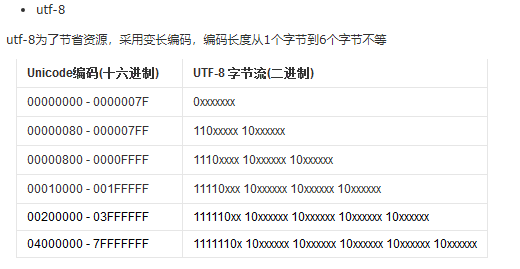 • utf-8
utf-8为了节省资源，采用变长编码，编码长度从1个字节到6个字节不等
Unicode编码(十六进制) UTF-8 字节流(二进制)
00000000 - 0000007F 0xxxxxxx
00000080 - 000007FF 110xxxxx 10xxxxxx
00000800 - 0000FFFF 1110xxxx 10xxxxxx 10xxxxxx
00010000 - 001FFFFF 11110xxx 10xxxxxx 10xxxxxx 10xxxxxx
00200000 - 03FFFFFF 111110xx 10xxxxxx 10xxxxxx 10xxxxxx 10xxxxxx
04000000 - 7FFFFFFF 1111110x 10xxxxxx 10xxxxxx 10xxxxxx 10xxxxxx 10xxxxxx